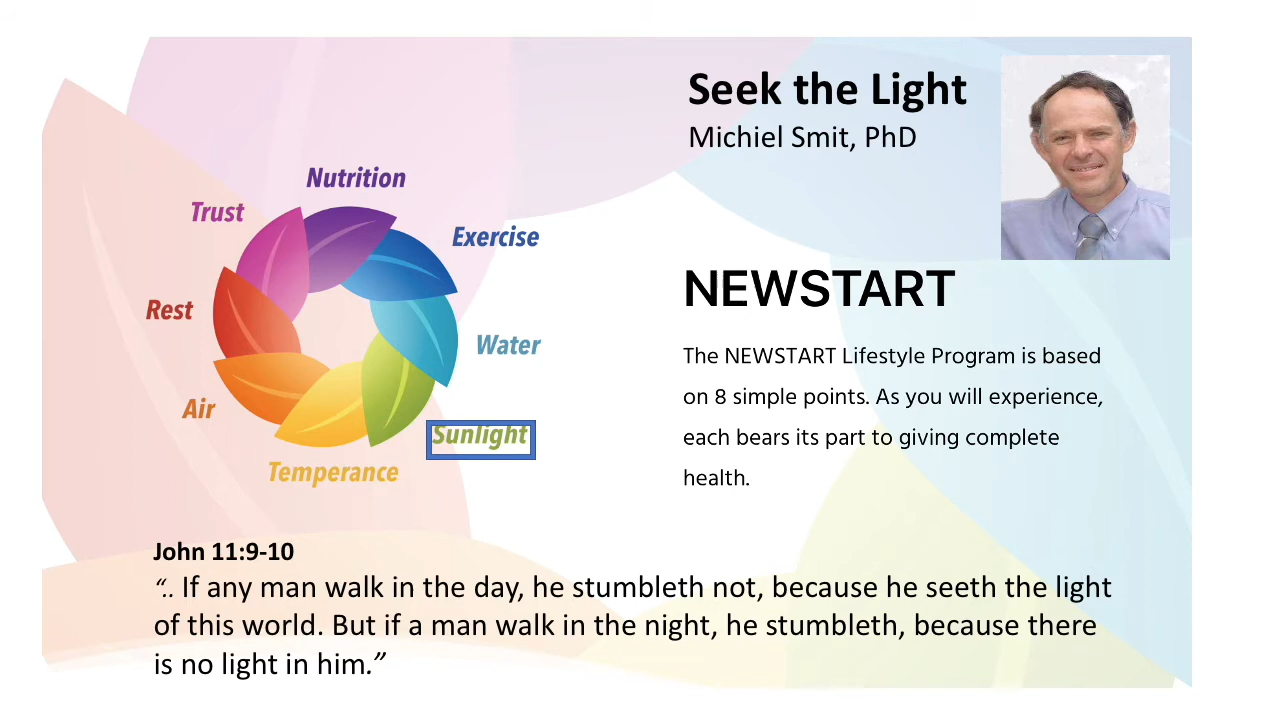 Seek the Light
Michiel Smit, PhD
Nutrition
Trust
Exercise
Rest
Water
Air
Sunlight
Temperance
NEWSTART
The NEWSTART Lifestyle Program is based
on 8 simple points. As you will experience,
each bears its part to giving complete
health.
John 11:9-10
“.. If any man walk in the day, he stumbleth not, because he seeth the light
of this world. But if a man walk in the night, he stumbleth, because there
is no light in him.”